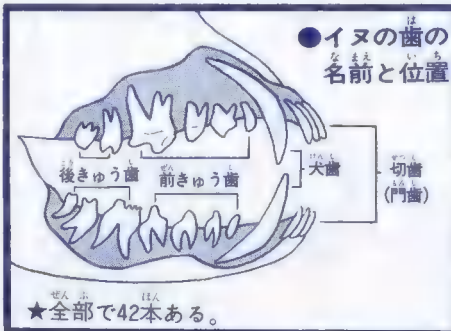 ●イヌの歯の
名前と位置
後きゅう歯
前きゅう歯
犬歯
切歯
(門歯)
★全部で42本ある。